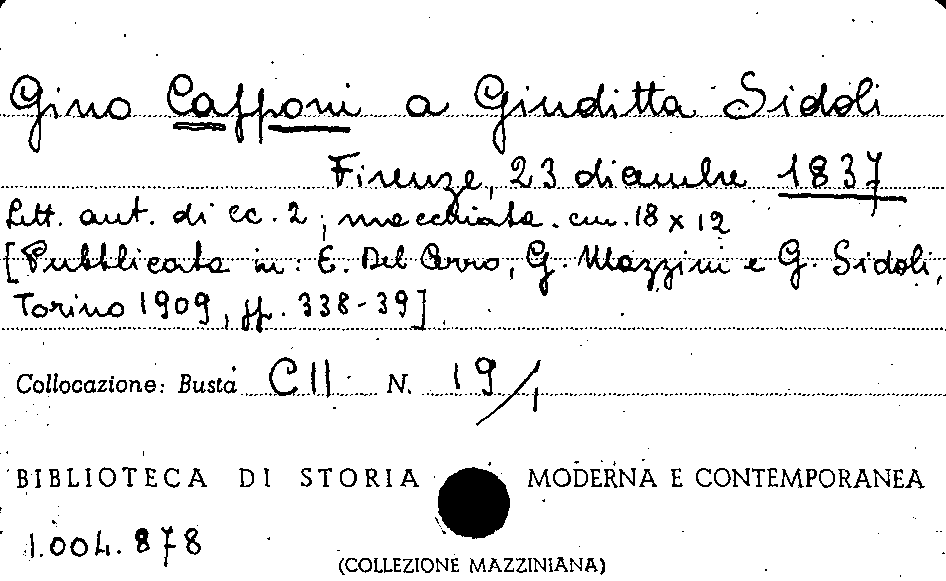 Gino Capponi a Giuditta Sidoli
Firenze, 23 dicembre 1837
Lett. aut. di cc. 2, macchiata. cm. 18 x 12
[Pubblicata in: E. Del Cerro, G. Mazzini e G. Sidoli,
Torino 1909, pp. 338-39]
Collocazione: Busta CII N. 19/1
BIBLIOTECA DI STORIA MODERNA E CONTEMPORANEA
1.004.878
(COLLEZIONE MAZZINIANA)